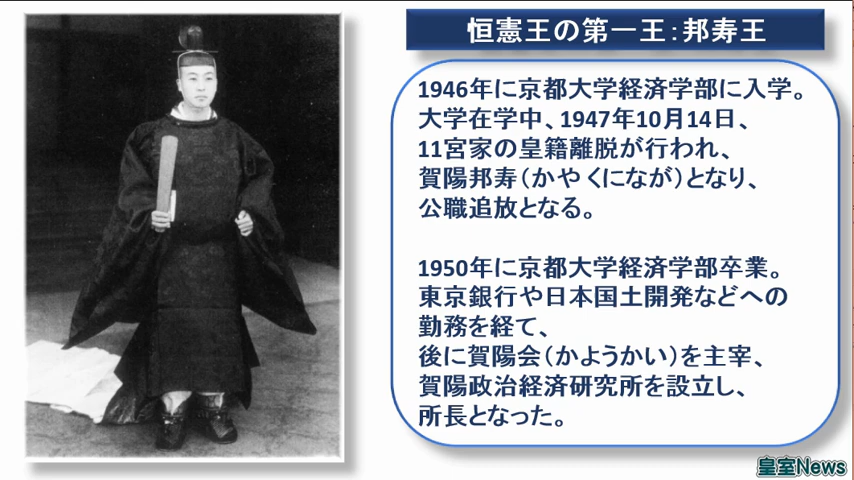 恒憲王の第一王：邦寿王
1946年に京都大学経済学部に入学。
大学在学中、1947年10月14日、
11宮家の皇籍離脱が行われ、
賀陽邦寿（かや くになが）となり、
公職追放となる。
1950年に京都大学経済学部卒業。
東京銀行や日本国土開発などへの
勤務を経て、
後に賀陽会（かようかい）を主宰、
賀陽政治経済研究所を設立し、
所長となった。
皇室News